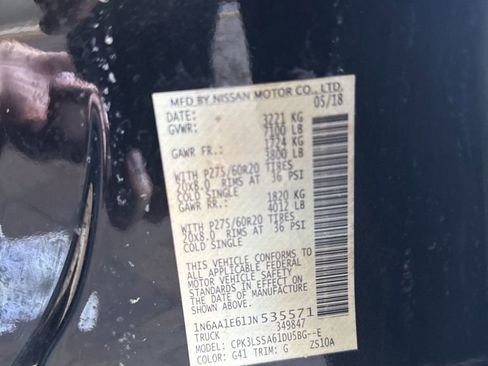 MFD BY NISSAN MOTOR CO., LTD.
DATE: 05/18
GVWR: 3221 KG
7100 LB
GAWR FR.: 1724 KG
3800 LB
WITH P275/60R20 TIRES
20X8.0 RIMS AT 36 PSI
COLD SINGLE
GAWR RR.: 1820 KG
4012 LB
WITH P275/60R20 TIRES
20X8.0 RIMS AT 36 PSI
COLD SINGLE
THIS VEHICLE CONFORMS TO
ALL APPLICABLE FEDERAL
MOTOR VEHICLE SAFETY
STANDARDS IN EFFECT ON
THE DATE OF MANUFACTURE
SHOWN ABOVE.
1N6AA1E61JN535571
TRUCK 349847
MODEL: CPK3LSSA61DU5BG--E
COLOR: G41 TRIM: G ZS10A